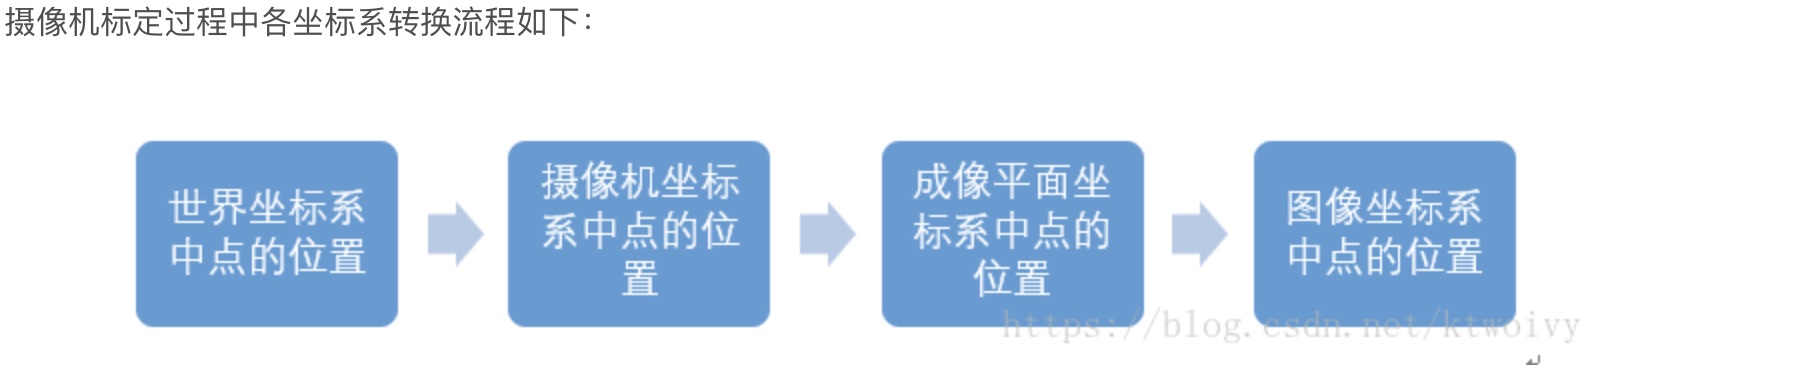 摄像机标定过程中各坐标系转换流程如下：
世界坐标系
中点的位置
摄像机坐标
系中点的位
置
成像平面坐
标系中点的
位置
图像坐标系
中点的位置
https://blog.csdn.net/ktwoivy